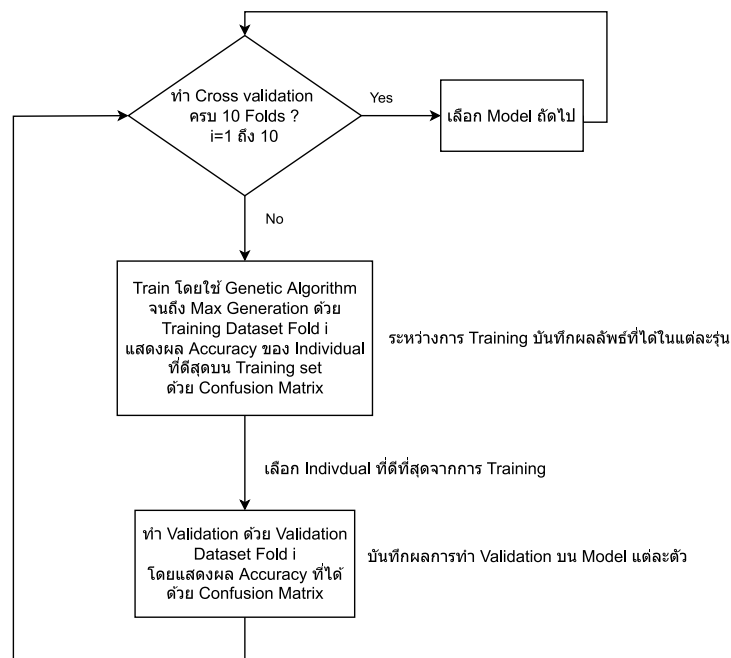 ทำ Cross validation
ครบ 10 Folds ?
i=1 ถึง 10
Yes
เลือก Model ถัดไป
No
Train โดยใช้ Genetic Algorithm
จนถึง Max Generation ด้วย
Training Dataset Fold i
แสดงผล Accuracy ของ Individual
ที่ดีสุดบน Training set
ด้วย Confusion Matrix
ระหว่างการ Training บันทึกผลลัพธ์ที่ได้ในแต่ละรุ่น
เลือก Indivdual ที่ดีที่สุดจากการ Training
ทำ Validation ด้วย Validation
Dataset Fold i
โดยแสดงผล Accuracy ที่ได้
ด้วย Confusion Matrix
บันทึกผลการทำ Validation บน Model แต่ละตัว